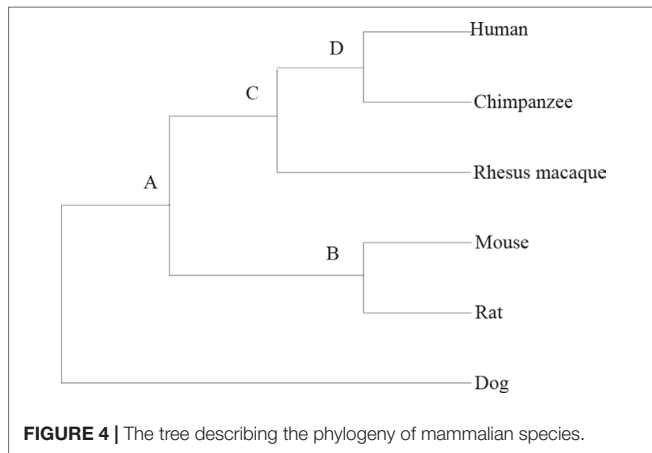 Human
D
Chimpanzee
C
Rhesus macaque
A
Mouse
B
Rat
Dog
FIGURE 4 | The tree describing the phylogeny of mammalian species.